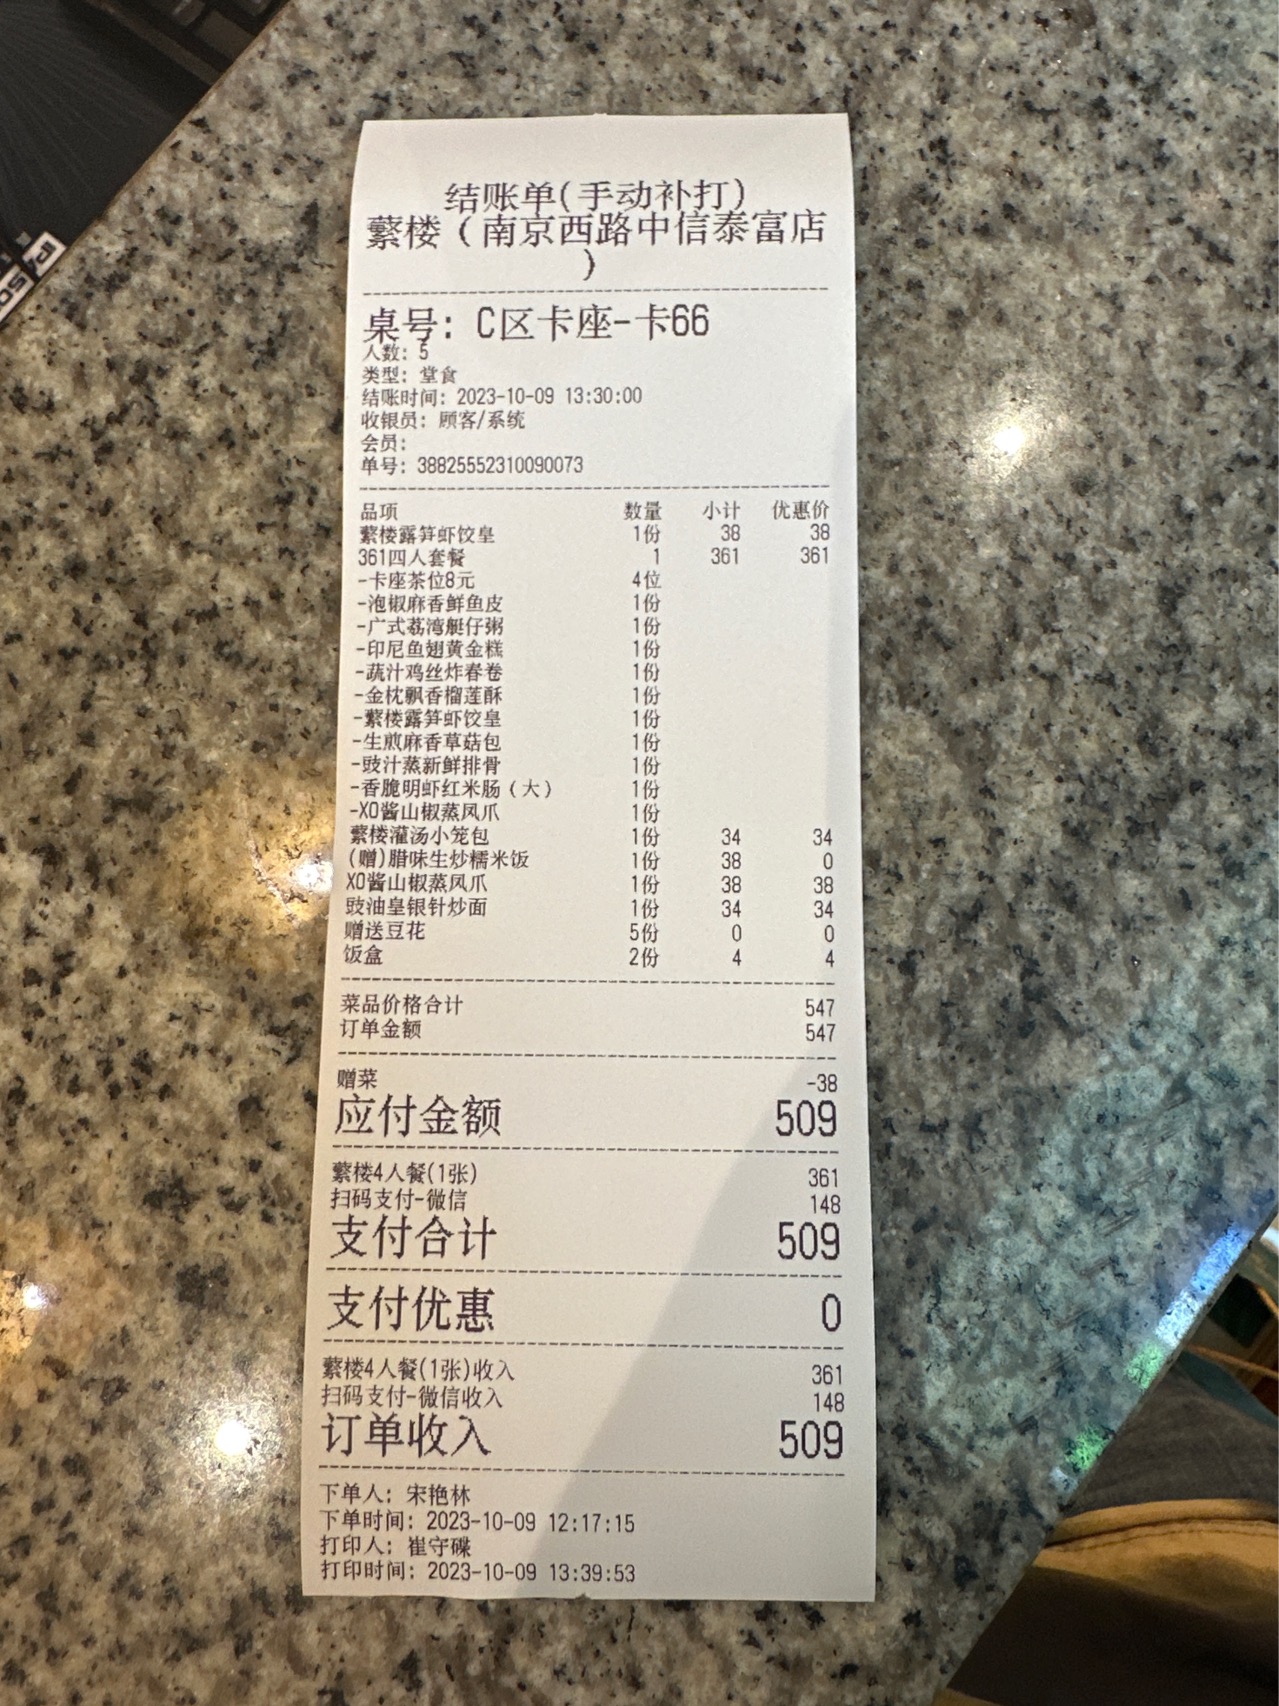 结账单(手动补打)
蘩楼（南京西路中信泰富店
）
桌号: C区卡座-卡66
人数: 5
类型: 堂食
结账时间: 2023-10-09 13:30:00
收银员: 顾客/系统
会员:
单号: 38825552310090073
品项 数量 小计 优惠价
蘩楼露笋虾饺皇 1份 38 38
361四人套餐 1 361 361
-卡座茶位8元 4位
-泡椒麻香鲜鱼皮 1份
-广式荔湾艇仔粥 1份
-印尼鱼翅黄金糕 1份
-蔬汁鸡丝炸春卷 1份
-金枕飘香榴莲酥 1份
-蘩楼露笋虾饺皇 1份
-生煎麻香草菇包 1份
-豉汁蒸新鲜排骨 1份
-香脆明虾红米肠（大） 1份
-XO酱山椒蒸凤爪 1份
蘩楼灌汤小笼包 1份 34 34
(赠)腊味生炒糯米饭 1份 38 0
XO酱山椒蒸凤爪 1份 38 38
豉油皇银针炒面 1份 34 34
赠送豆花 5份 0 0
饭盒 2份 4 4
菜品价格合计 547
订单金额 547
赠菜 -38
应付金额 509
蘩楼4人餐(1张) 361
扫码支付-微信 148
支付合计 509
支付优惠 0
蘩楼4人餐(1张)收入 361
扫码支付-微信收入 148
订单收入 509
下单人: 宋艳林
下单时间: 2023-10-09 12:17:15
打印人: 崔守碟
打印时间: 2023-10-09 13:39:53